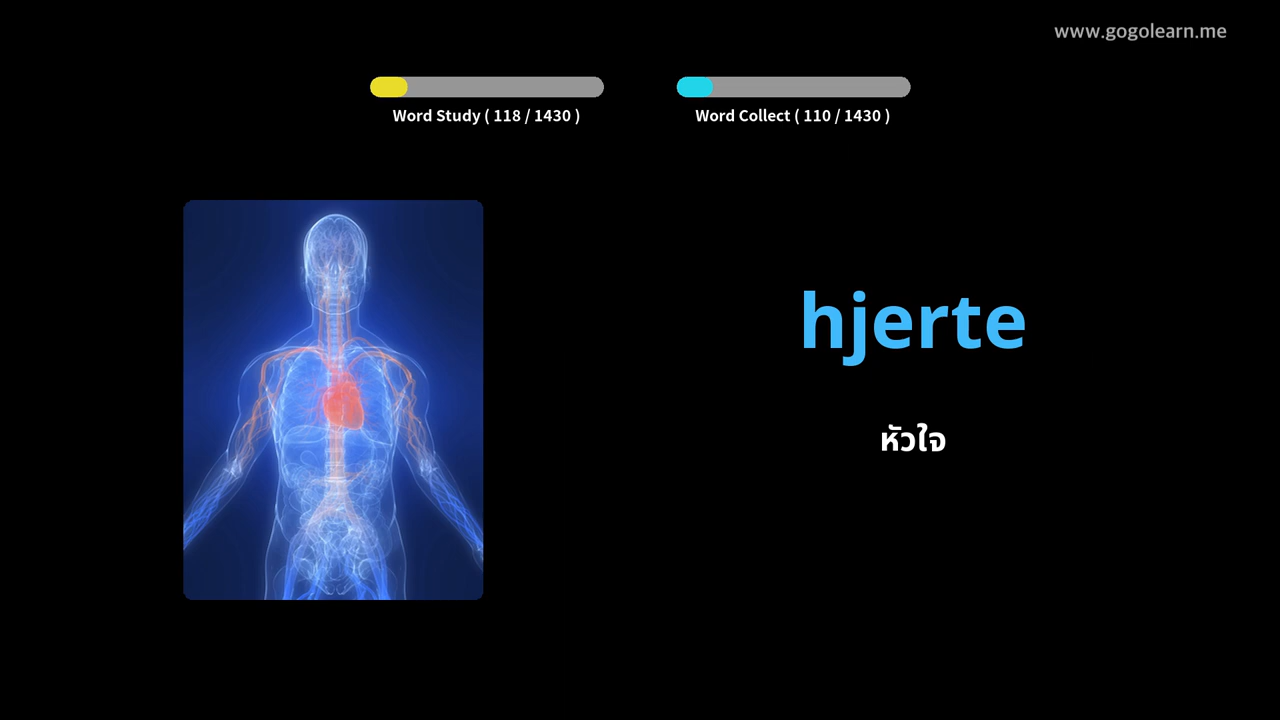 www.gogolearn.me
Word Study ( 118 / 1430 )
Word Collect ( 110 / 1430 )
hjerte
หัวใจ